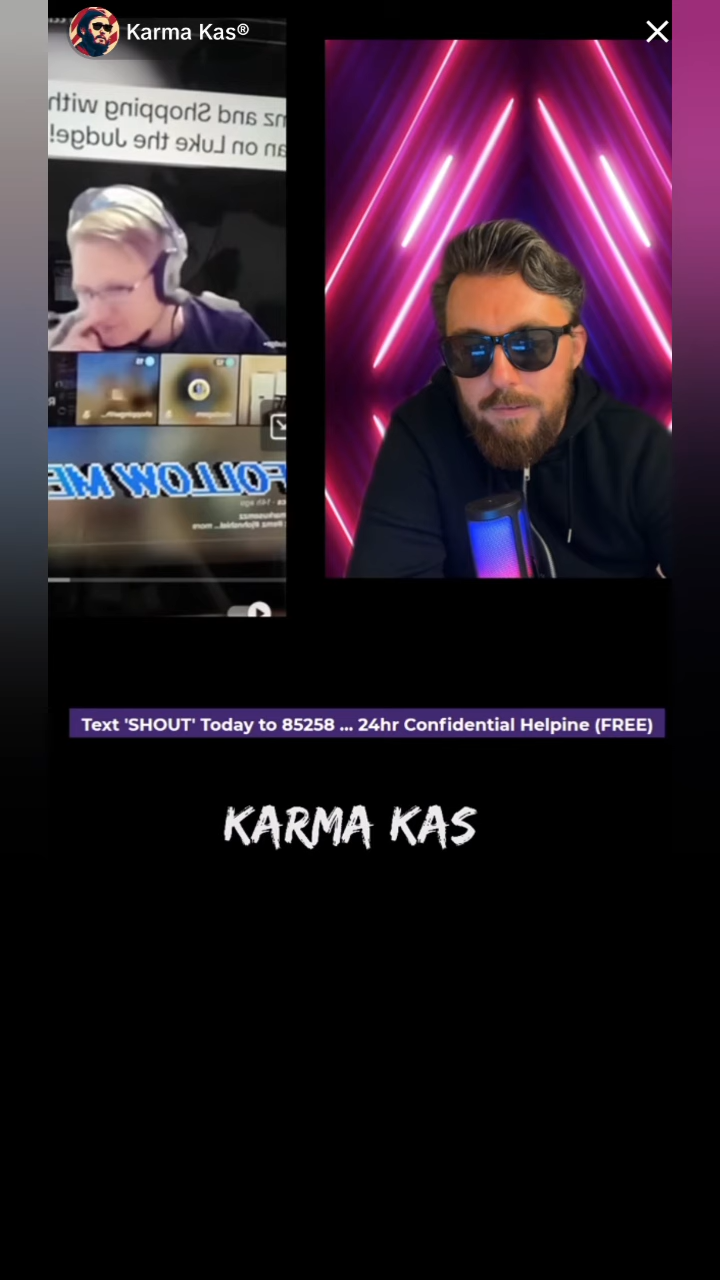 Karma Kas®
nz and Shopping with
an on Luke the Judge!
FOLLOW ME
Text 'SHOUT' Today to 85258 ... 24hr Confidential Helpine (FREE)
KARMA KAS